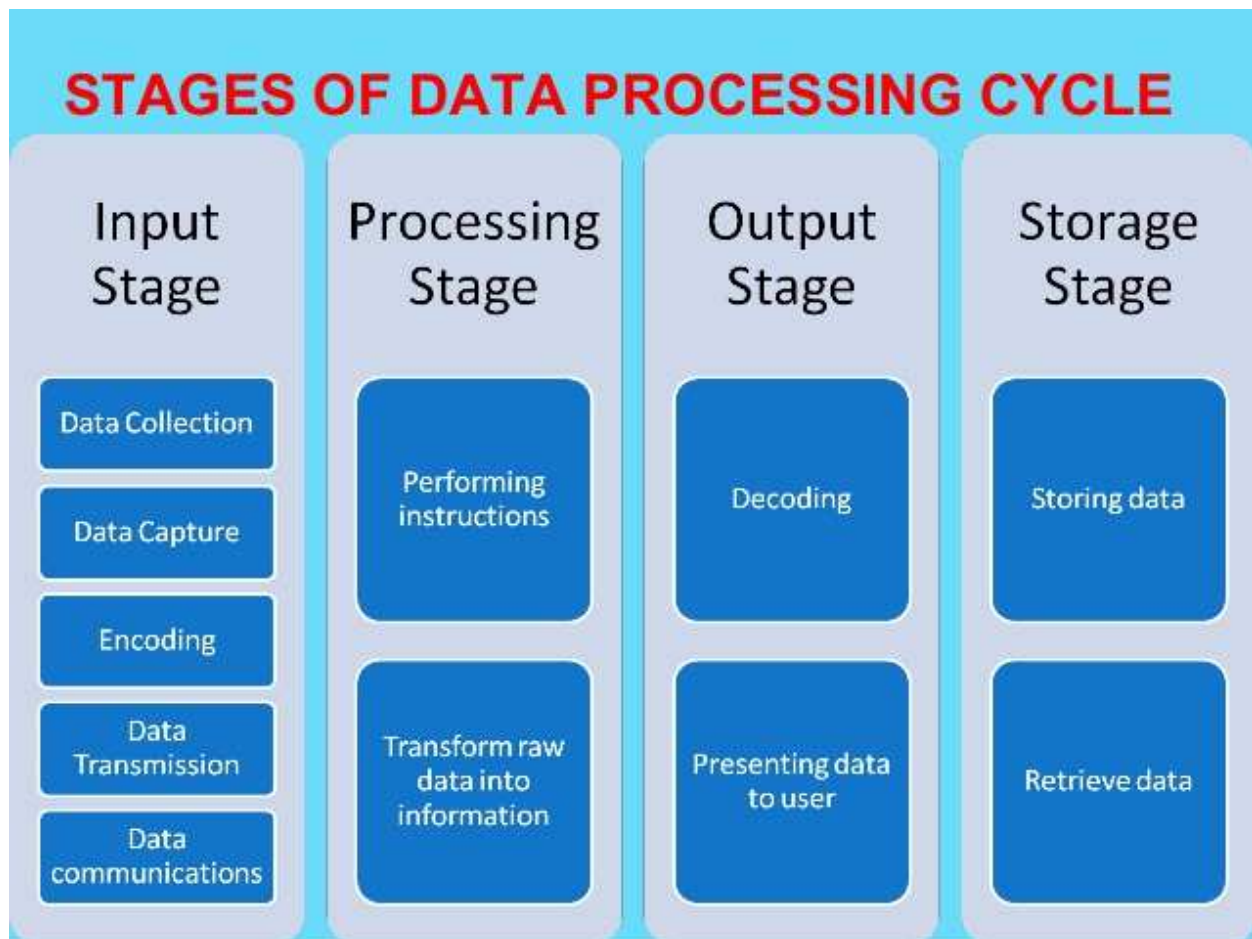 STAGES OF DATA PROCESSING CYCLE
Input
Stage
Data Collection
Data Capture
Encoding
Data
Transmission
Data
communications
Processing
Stage
Performing
instructions
Transform raw
data into
information
Output
Stage
Decoding
Presenting data
to user
Storage
Stage
Storing data
Retrieve data